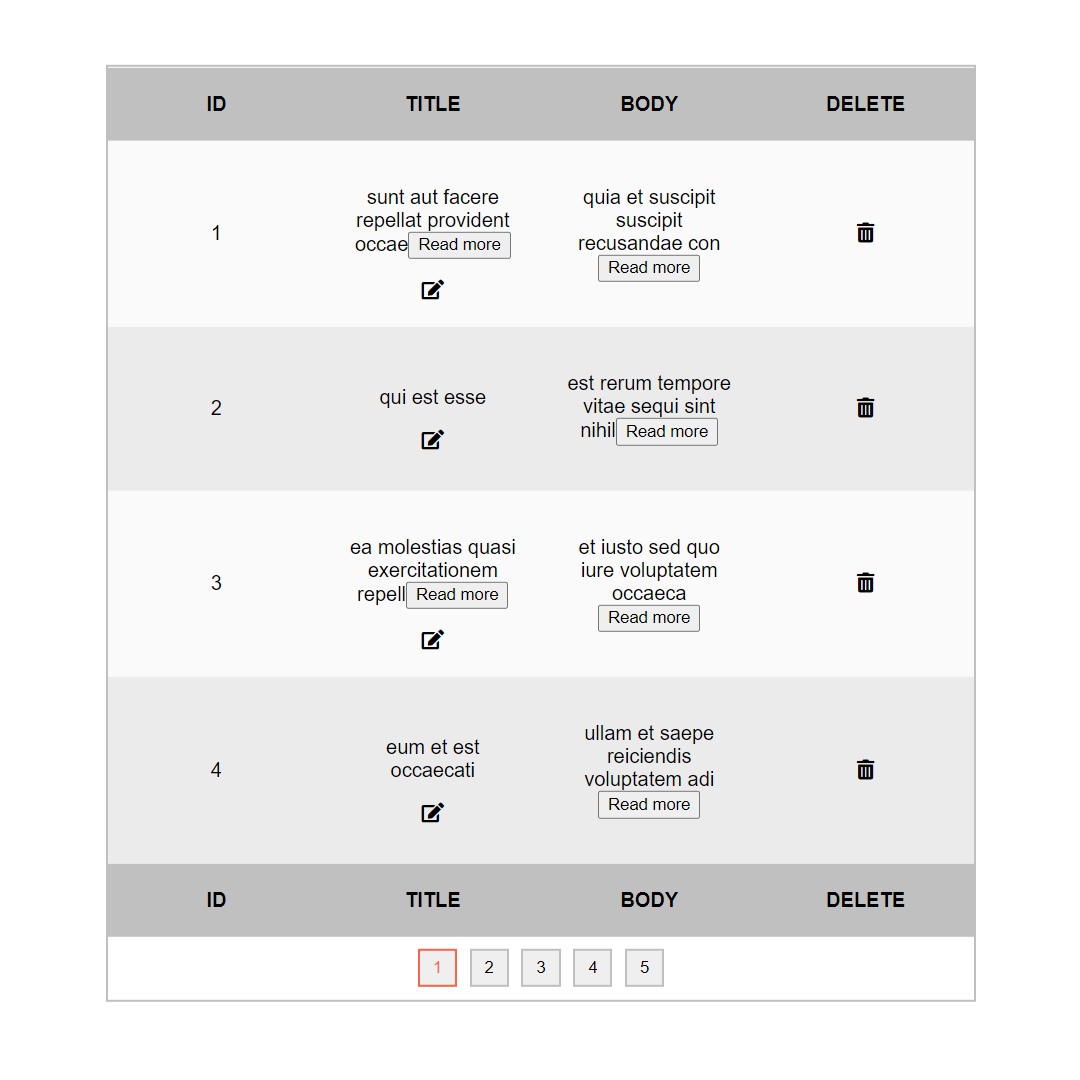 ID TITLE BODY DELETE
1
sunt aut facere
repellat provident
occae Read more
quia et suscipit
suscipit
recusandae con
Read more
2
qui est esse
est rerum tempore
vitae sequi sint
nihil Read more
3
ea molestias quasi
exercitationem
repell Read more
et iusto sed quo
iure voluptatem
occaeca
Read more
4
eum et est
occaecati
ullam et saepe
reiciendis
voluptatem adi
Read more
ID TITLE BODY DELETE
1 2 3 4 5